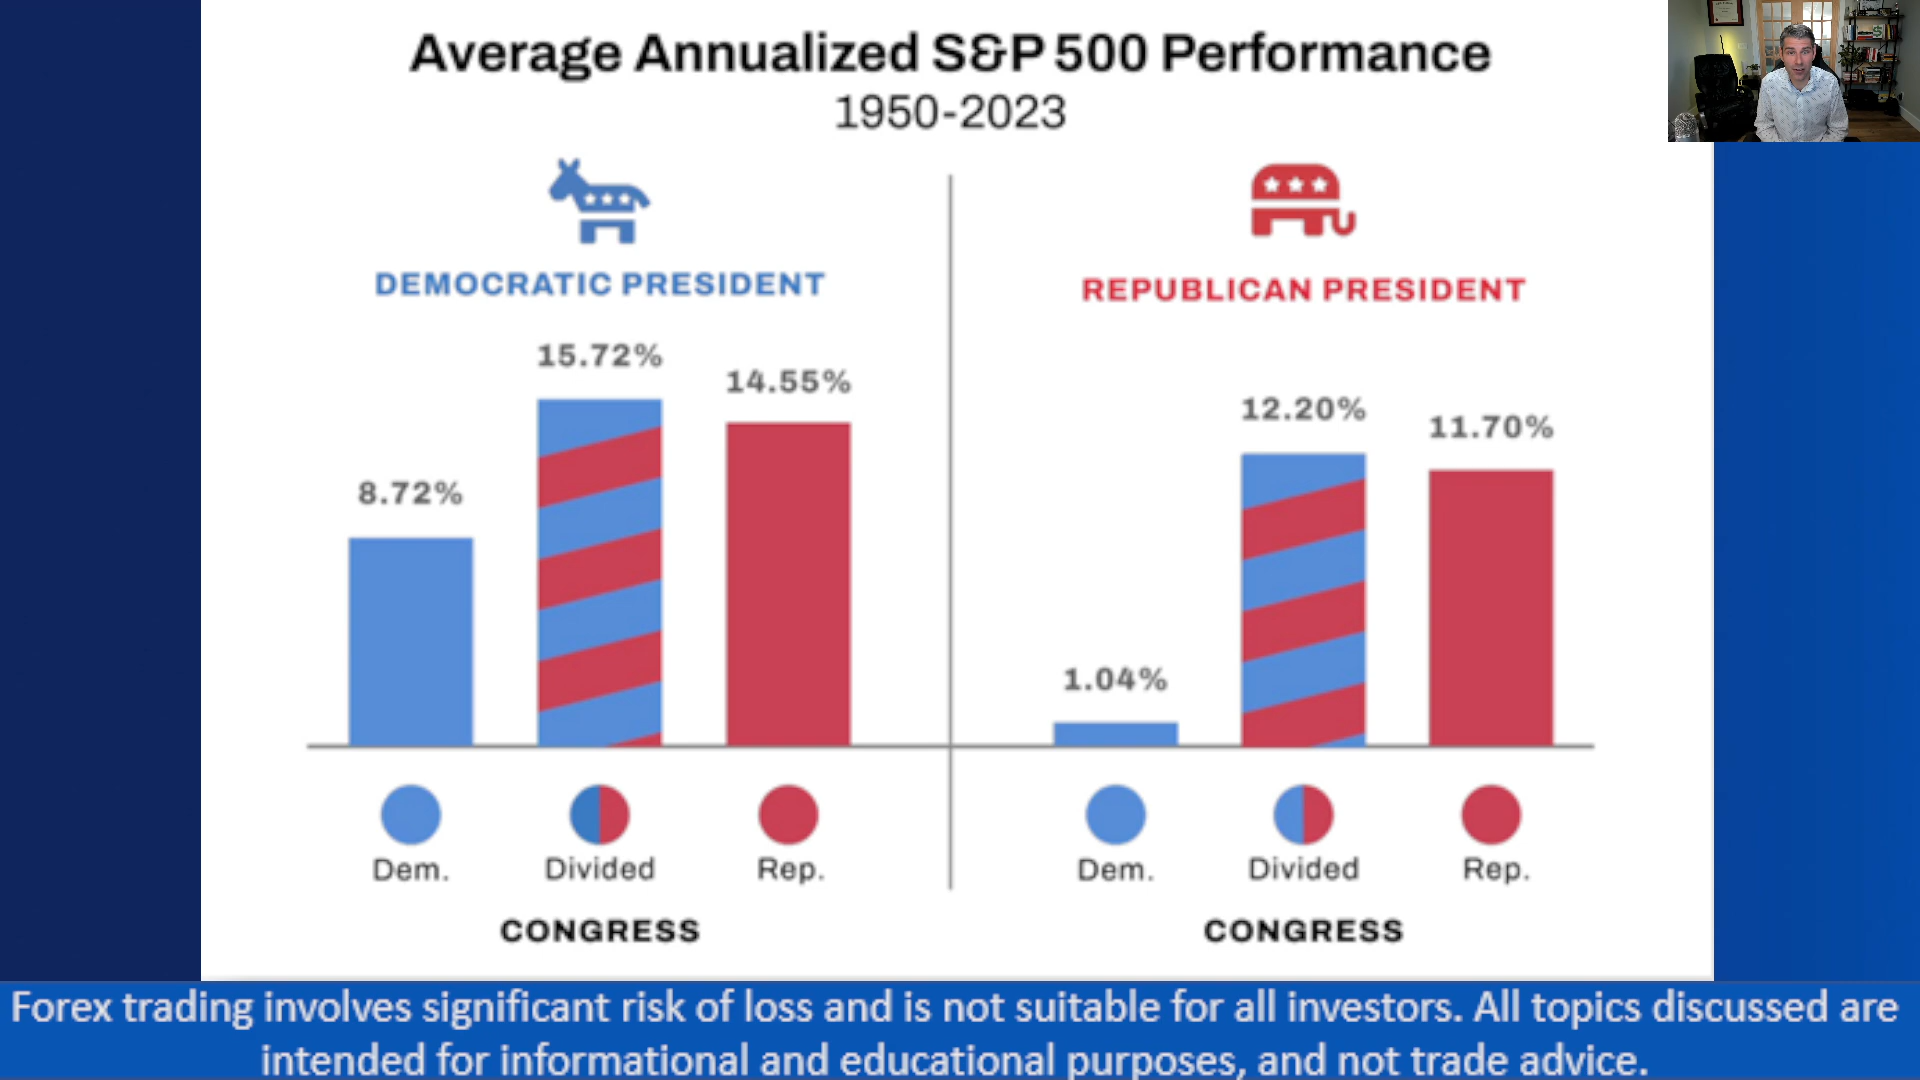 Average Annualized S&P 500 Performance
1950-2023
DEMOCRATIC PRESIDENT
15.72%
14.55%
8.72%
Dem.
Divided
Rep.
CONGRESS
REPUBLICAN PRESIDENT
12.20%
11.70%
1.04%
Dem.
Divided
Rep.
CONGRESS
Forex trading involves significant risk of loss and is not suitable for all investors. All topics discussed are
intended for informational and educational purposes, and not trade advice.